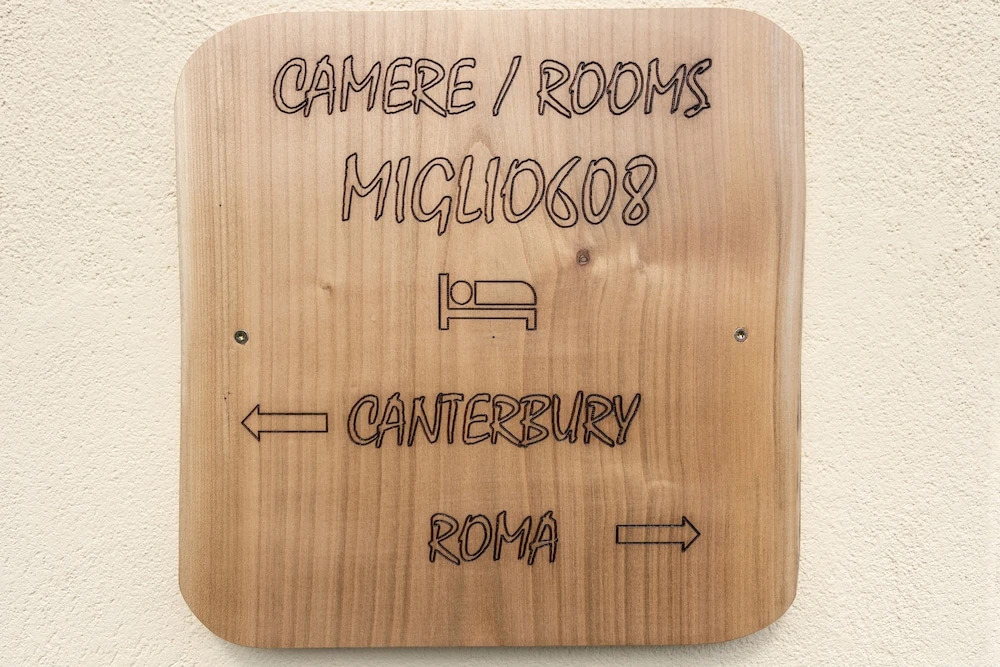 CAMERE / ROOMS
MIGLIO608
CANTERBURY
ROMA